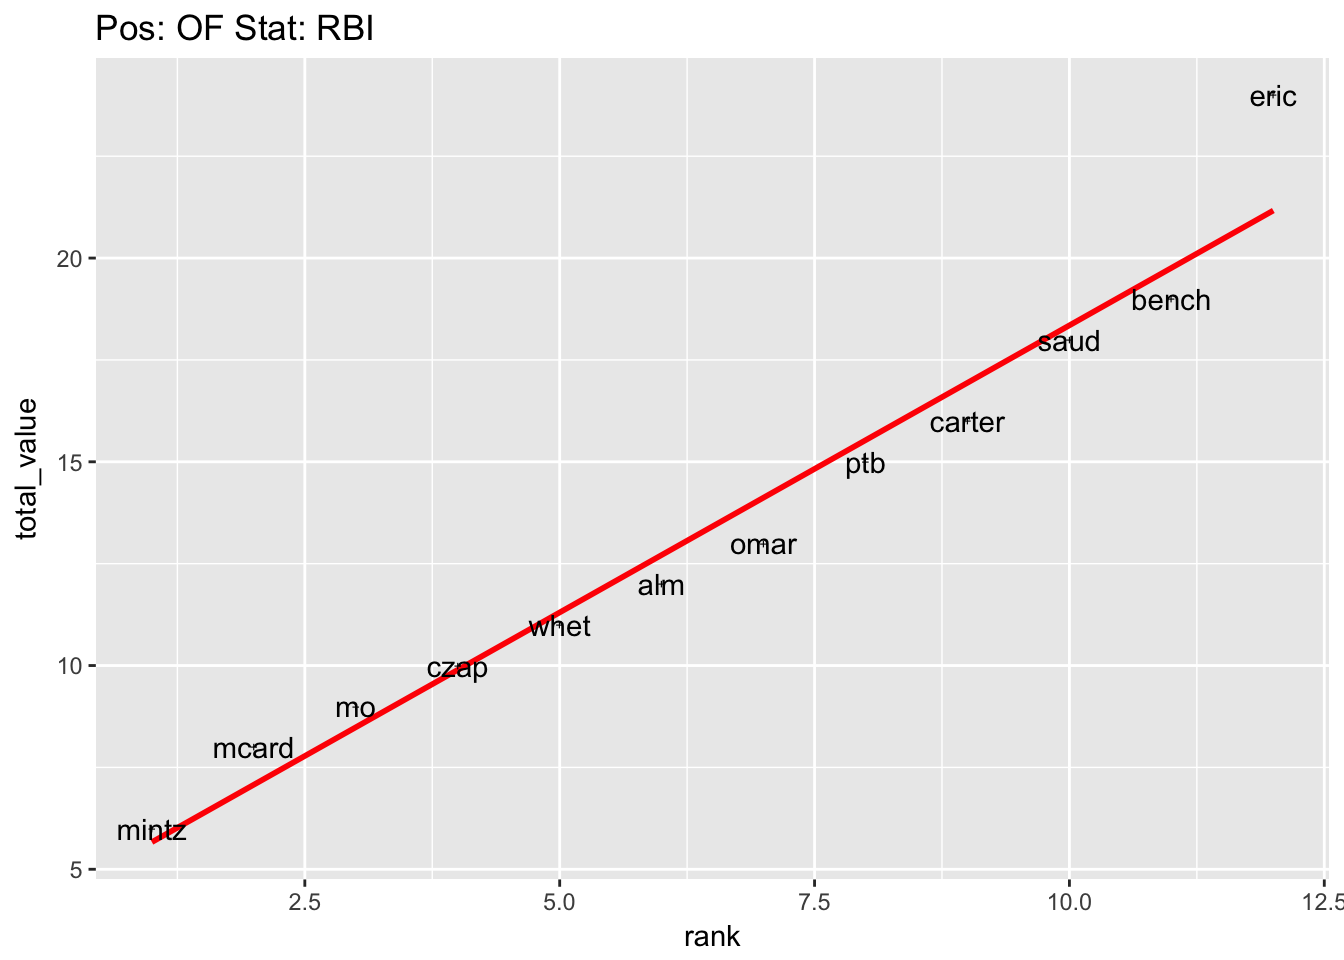 Pos: OF Stat: RBI
eric
20
bench
saud
carter
total_value
15
ptb
omar
alm
whet
10
czap
mo
mcard
mintz
5
2.5 5.0 7.5 10.0 12.5
rank